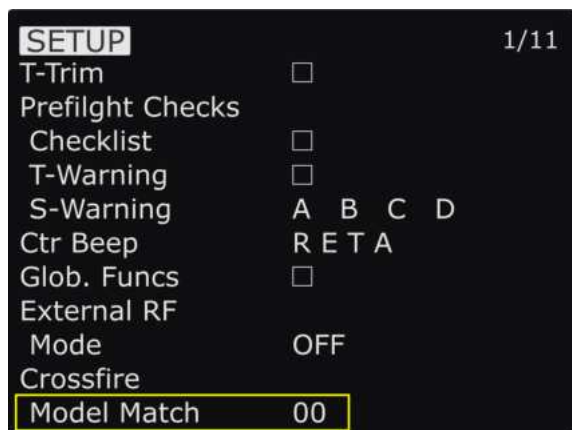 SETUP 1/11
T-Trim
Prefilght Checks
Checklist
T-Warning
S-Warning A B C D
Ctr Beep R E T A
Glob. Funcs
External RF
Mode OFF
Crossfire
Model Match 00